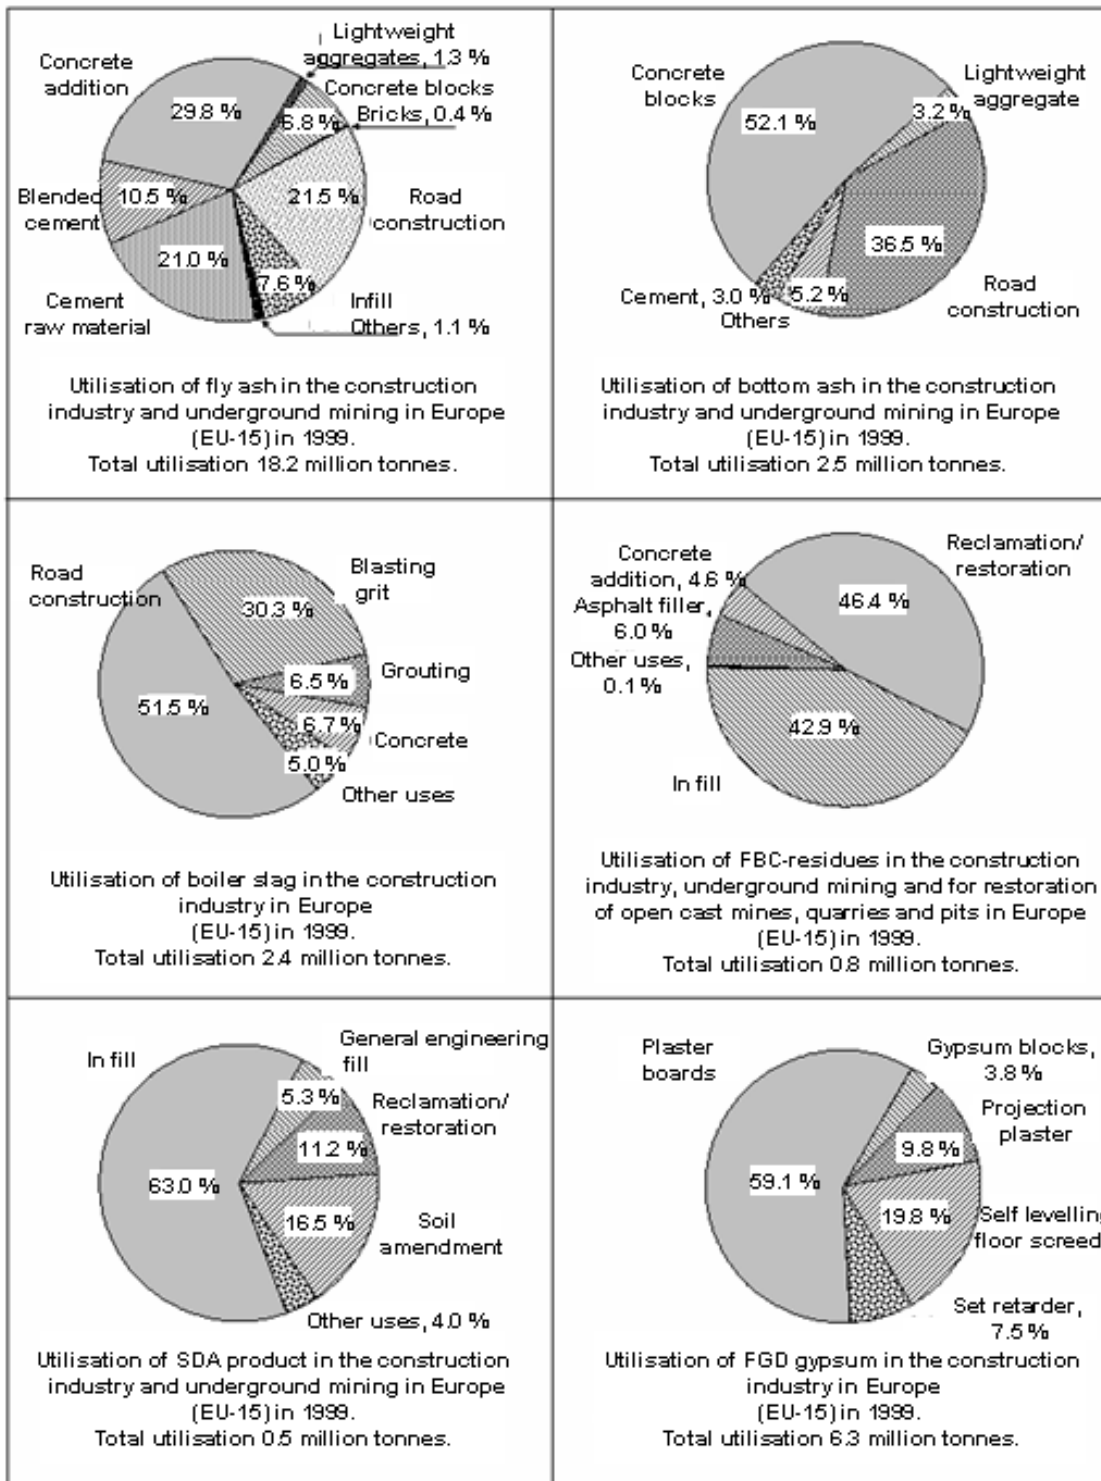 Lightweight
aggregates, 1.3 %
Concrete
addition
Concrete blocks
29.8 %
6.8 %
Bricks, 0.4 %
Blended
cement
10.5 %
21.5 %
Road
construction
21.0 %
7.6 %
Cement
raw material
Infill
Others, 1.1 %
Utilisation of fly ash in the construction
industry and underground mining in Europe
(EU-15) in 1999.
Total utilisation 18.2 million tonnes.
Concrete
blocks
Lightweight
aggregate
52.1 %
3.2 %
36.5 %
Road
construction
Cement, 3.0 %
5.2 %
Others
Utilisation of bottom ash in the construction
industry and underground mining in Europe
(EU-15) in 1999.
Total utilisation 2.5 million tonnes.
Road
construction
Blasting
grit
30.3 %
6.5 %
Grouting
51.5 %
6.7 %
Concrete
5.0 %
Other uses
Utilisation of boiler slag in the construction
industry in Europe
(EU-15) in 1999.
Total utilisation 2.4 million tonnes.
Concrete
addition, 4.6 %
Reclamation/
restoration
46.4 %
Asphalt filler,
6.0 %
Other uses,
0.1 %
42.9 %
In fill
Utilisation of FBC-residues in the construction
industry, underground mining and for restoration
of open cast mines, quarries and pits in Europe
(EU-15) in 1999.
Total utilisation 0.8 million tonnes.
In fill
General engineering
fill
5.3 %
Reclamation/
restoration
11.2 %
63.0 %
16.5 %
Soil
amendment
Other uses, 4.0 %
Utilisation of SDA product in the construction
industry and underground mining in Europe
(EU-15) in 1999.
Total utilisation 0.5 million tonnes.
Plaster
boards
Gypsum blocks,
3.8 %
Projection
plaster
9.8 %
59.1 %
19.8 %
Self levelling
floor screed
Set retarder,
7.5 %
Utilisation of FGD gypsum in the construction
industry in Europe
(EU-15) in 1999.
Total utilisation 6.3 million tonnes.